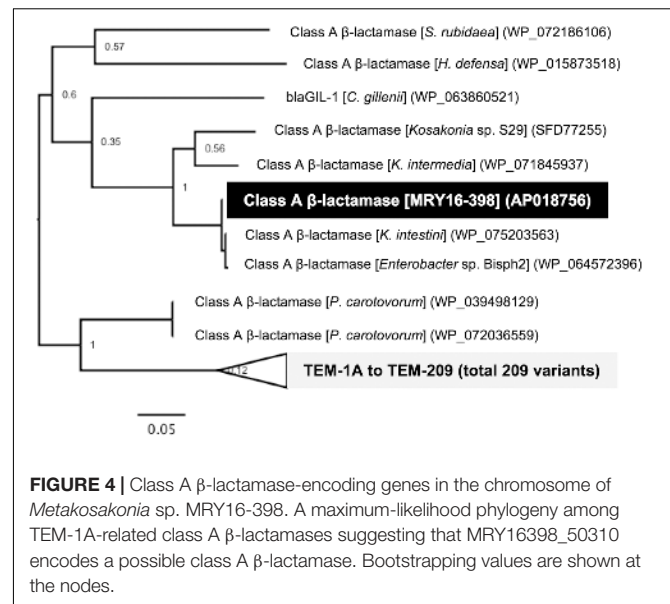 Class A β-lactamase [S. rubidaea] (WP_072186106)
0.57
Class A β-lactamase [H. defensa] (WP_015873518)
0.6
blaGIL-1 [C. gillenii] (WP_063860521)
0.35
Class A β-lactamase [Kosakonia sp. S29] (SFD77255)
0.56
Class A β-lactamase [K. intermedia] (WP_071845937)
1
Class A β-lactamase [MRY16-398] (AP018756)
Class A β-lactamase [K. intestini] (WP_075203563)
Class A β-lactamase [Enterobacter sp. Bisph2] (WP_064572396)
Class A β-lactamase [P. carotovorum] (WP_039498129)
1
Class A β-lactamase [P. carotovorum] (WP_072036559)
0.12
TEM-1A to TEM-209 (total 209 variants)
0.05
FIGURE 4 | Class A β-lactamase-encoding genes in the chromosome of
Metakosakonia sp. MRY16-398. A maximum-likelihood phylogeny among
TEM-1A-related class A β-lactamases suggesting that MRY16398_50310
encodes a possible class A β-lactamase. Bootstrapping values are shown at
the nodes.